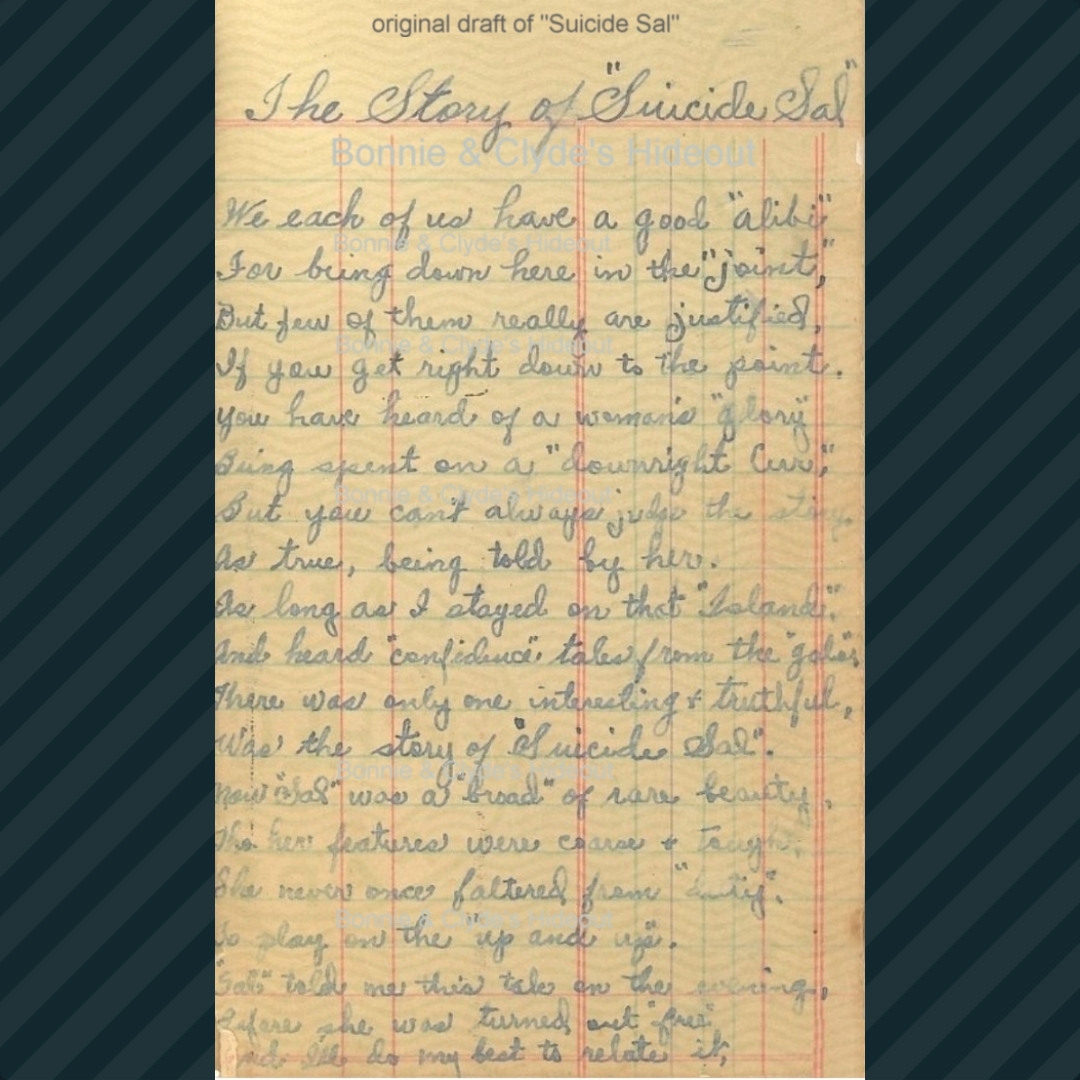 original draft of "Suicide Sal"
The Story of "Suicide Sal"
Bonnie & Clyde's Hideout
We each of us have a good "alibi"
Bonnie & Clyde's Hideout
For being down here in the "joint,"
But few of them really are justified,
Bonnie & Clyde's Hideout
If you get right down to the point.
You have heard of a woman's "glory"
Being spent on a "downright Curr,"
Bonnie & Clyde's Hideout
But you can't always judge the story
As true, being told by her.
As long as I stayed on that "Island",
And heard "confidence" tales from the "gals",
There was only one interesting & truthful,
Was the story of "Suicide Sal".
Bonnie & Clyde's Hideout
Now "Sal" was a "broad" of rare beauty,
Tho her features were coarse & tough,
She never once faltered from "duty",
Bonnie & Clyde's Hideout
To play on the up and up".
"Sal" told me this tale on the evening,
Before she was turned out "free"
And I'll do my best to relate it,